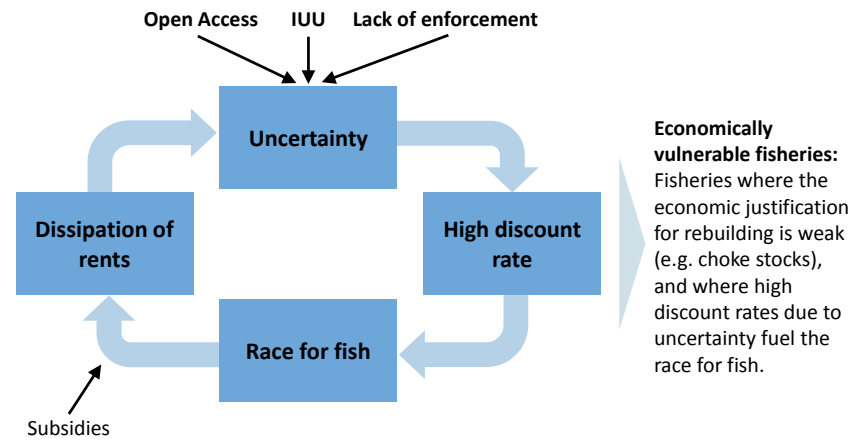 Open Access IUU Lack of enforcement
Uncertainty
Dissipation of
rents
High discount
rate
Race for fish
Subsidies
Economically
vulnerable fisheries:
Fisheries where the
economic justification
for rebuilding is weak
(e.g. choke stocks),
and where high
discount rates due to
uncertainty fuel the
race for fish.